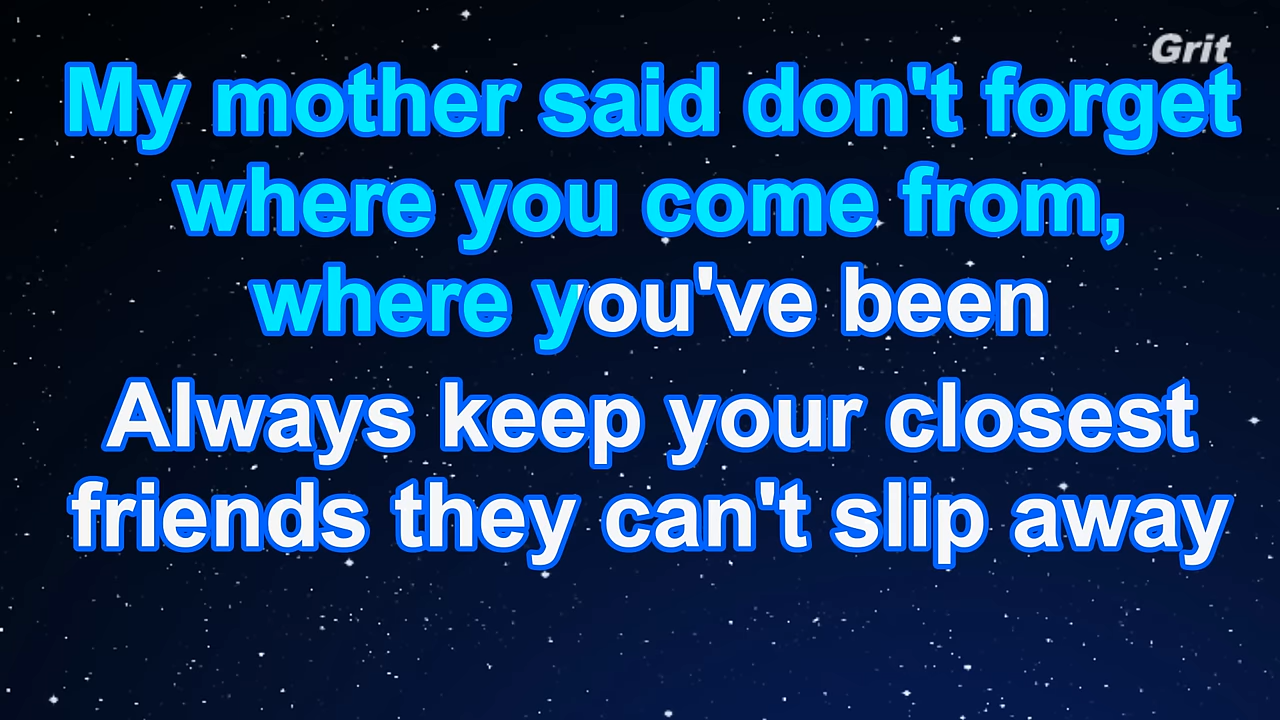 Grit
My mother said don't forget
where you come from,
where you've been
Always keep your closest
friends they can't slip away